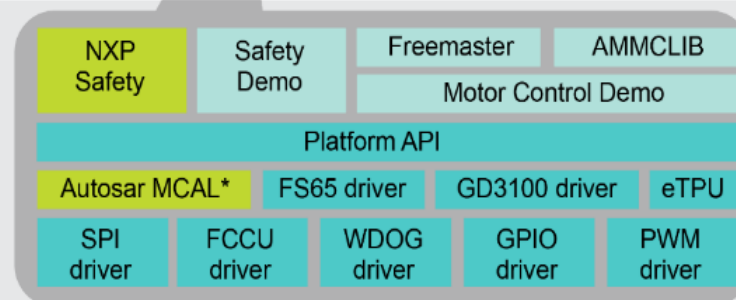 NXP
Safety
Safety
Demo
Freemaster
AMMCLIB
Motor Control Demo
Platform API
Autosar MCAL*
FS65 driver
GD3100 driver
eTPU
SPI
driver
FCCU
driver
WDOG
driver
GPIO
driver
PWM
driver